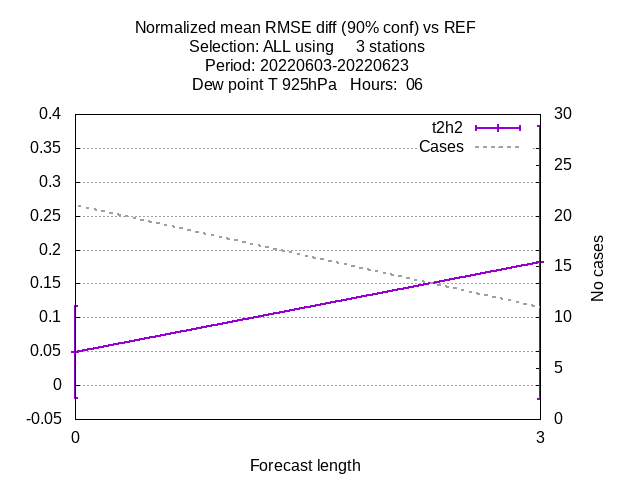 Normalized mean RMSE diff (90% conf) vs REF
Selection: ALL using     3 stations
Period: 20220603-20220623
Dew point T 925hPa   Hours:  06
0.4
0.35
0.3
0.25
0.2
0.15
0.1
0.05
0
-0.05
t2h2
Cases
30
25
20
15
10
5
0
No cases
0
3
Forecast length